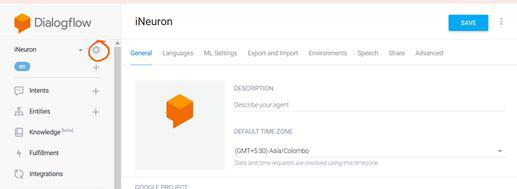 Dialogflow
iNeuron
en
Intents
Entities
Knowledge [beta]
Fulfillment
Integrations
iNeuron
SAVE
General Languages ML Settings Export and Import Environments Speech Share Advanced
DESCRIPTION
Describe your agent
DEFAULT TIME ZONE
(GMT+5:30) Asia/Colombo
Date and time requests are resolved using this timezone.
GOOGLE PROJECT